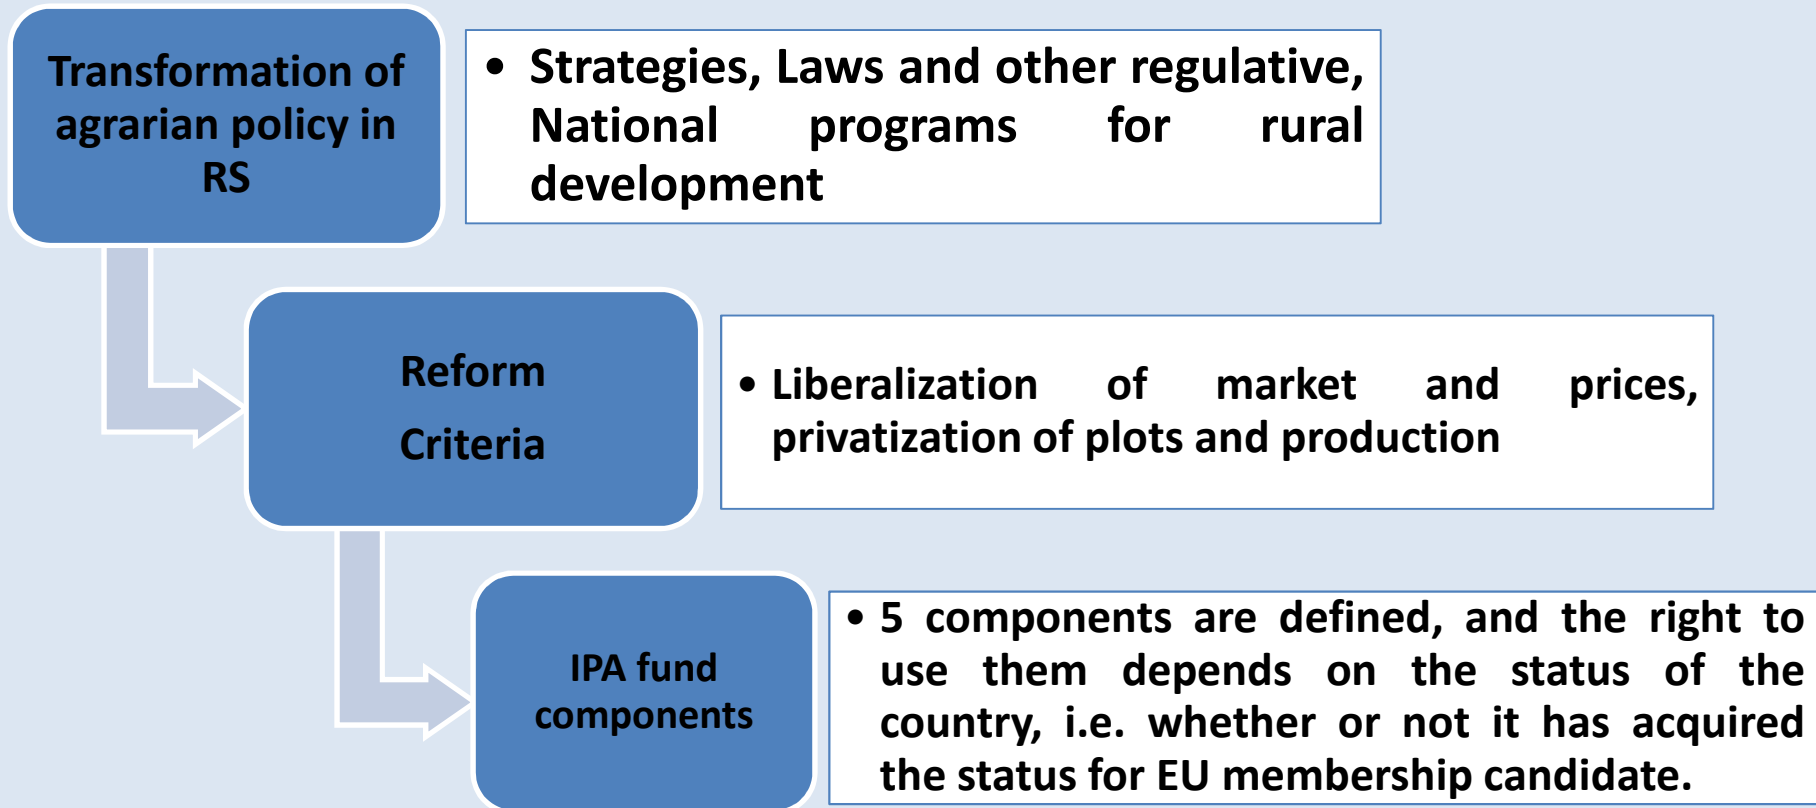 Transformation of
agrarian policy in
RS
• Strategies, Laws and other regulative,
National programs for rural
development
Reform
Criteria
• Liberalization of market and prices,
privatization of plots and production
IPA fund
components
• 5 components are defined, and the right to
use them depends on the status of the
country, i.e. whether or not it has acquired
the status for EU membership candidate.